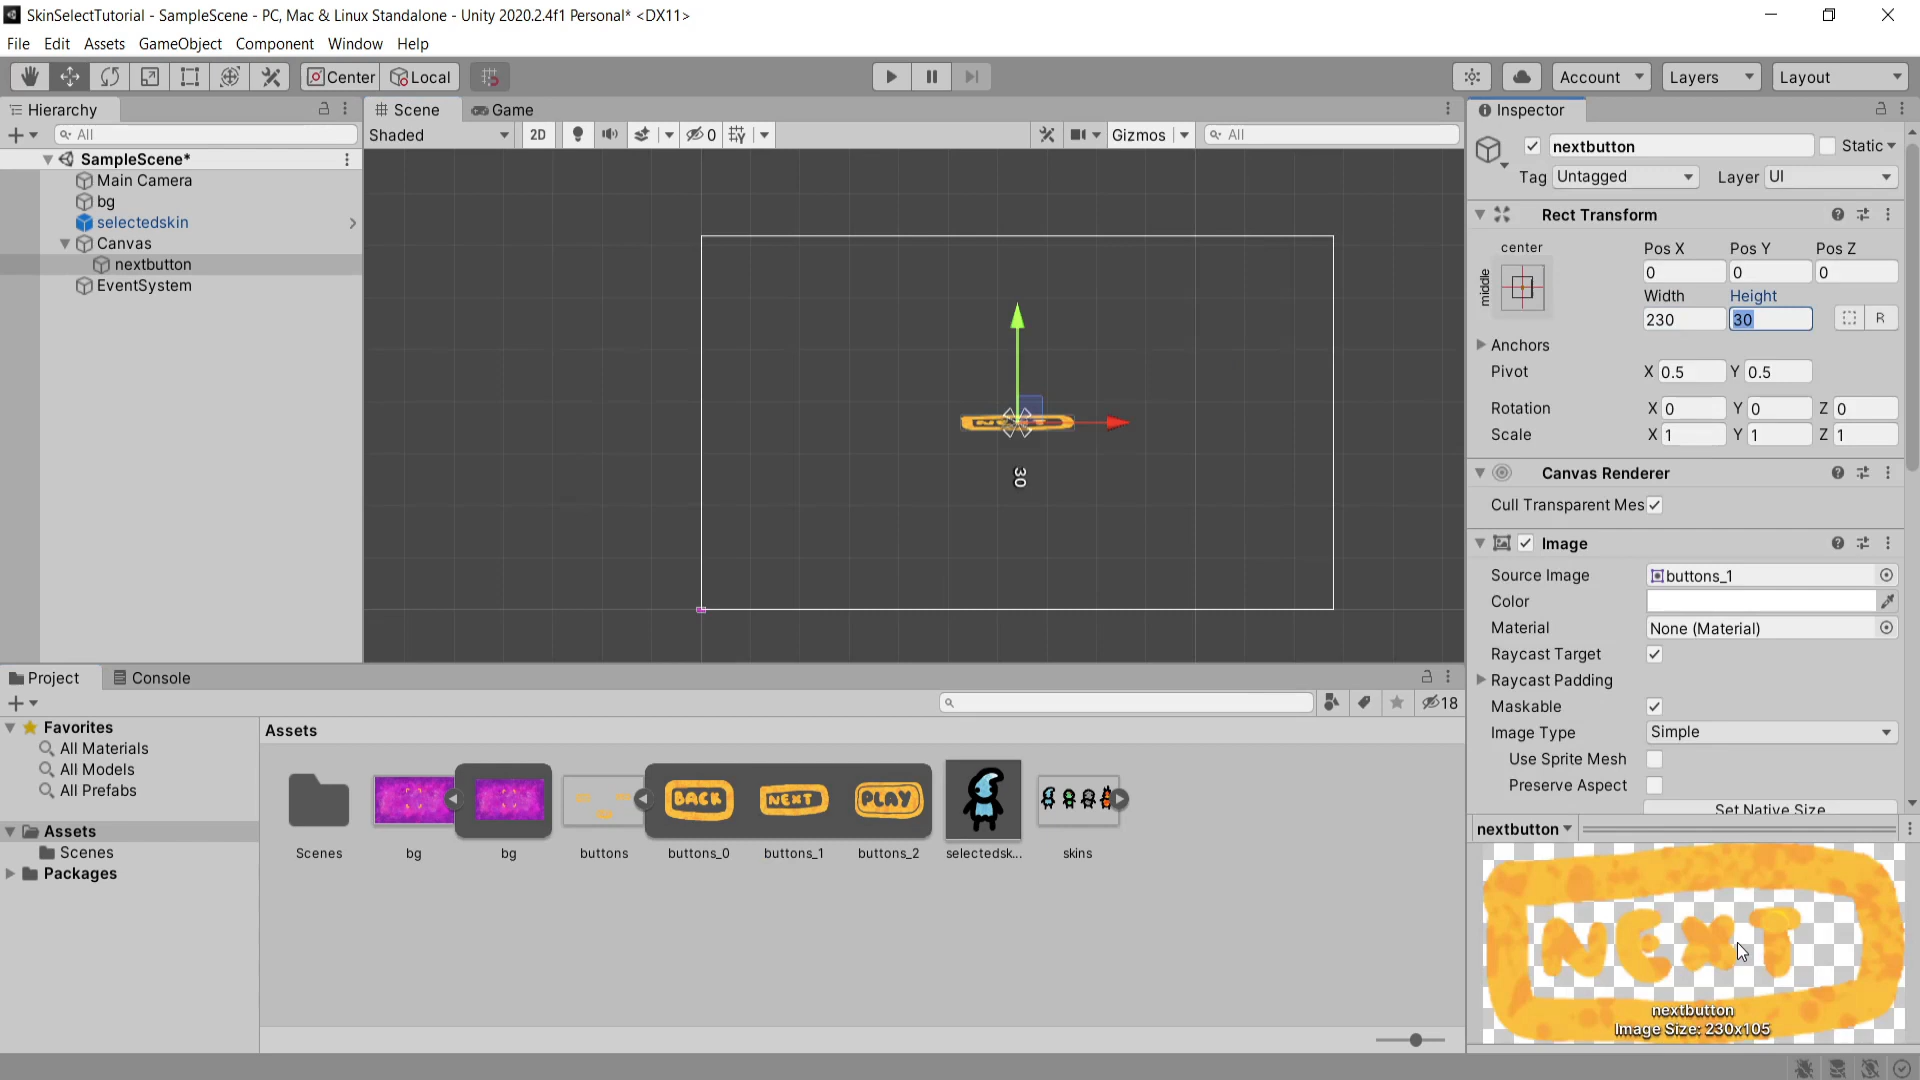 SkinSelectTutorial - SampleScene - PC, Mac & Linux Standalone - Unity 2020.2.4f1 Personal* <DX11>
File Edit Assets GameObject Component Window Help
Center Local Account Layers Layout
Hierarchy
All
SampleScene*
Main Camera
bg
selectedskin
Canvas
nextbutton
EventSystem
Scene Game
Shaded 2D 0 Gizmos All
NEXT
30
Inspector
nextbutton Static
Tag Untagged Layer UI
Rect Transform
center
middle
Pos X Pos Y Pos Z
0 0 0
Width Height
230 30 R
Anchors
Pivot X 0.5 Y 0.5
Rotation X 0 Y 0 Z 0
Scale X 1 Y 1 Z 1
Canvas Renderer
Cull Transparent Mes
Image
Source Image buttons_1
Color
Material None (Material)
Raycast Target
Raycast Padding
Maskable
Image Type Simple
Use Sprite Mesh
Preserve Aspect
Set Native Size
nextbutton
NEXT
nextbutton
Image Size: 230x105
Project Console
18
Favorites
All Materials
All Models
All Prefabs
Assets
Scenes
Packages
Assets
BACK NEXT PLAY
Scenes bg bg buttons buttons_0 buttons_1 buttons_2 selectedsk... skins